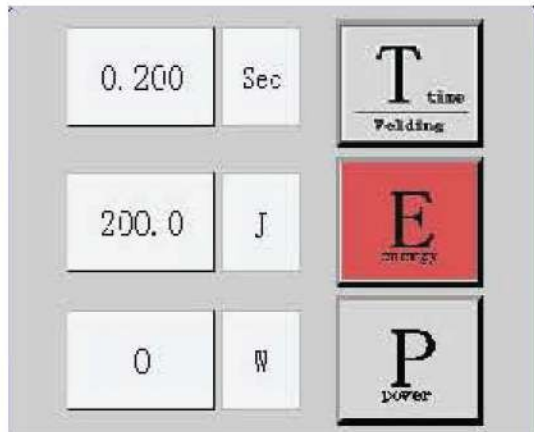 0.200 Sec T time
Welding
200.0 J E
energy
0 W P
power